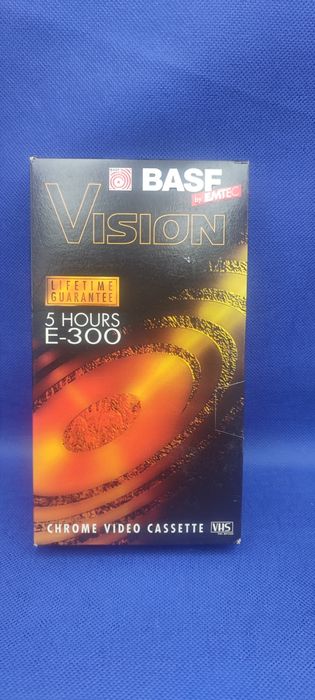 BASF
by EMTEC
VISION
LIFETIME
GUARANTEE
5 HOURS
E-300
CHROME VIDEO CASSETTE VHS